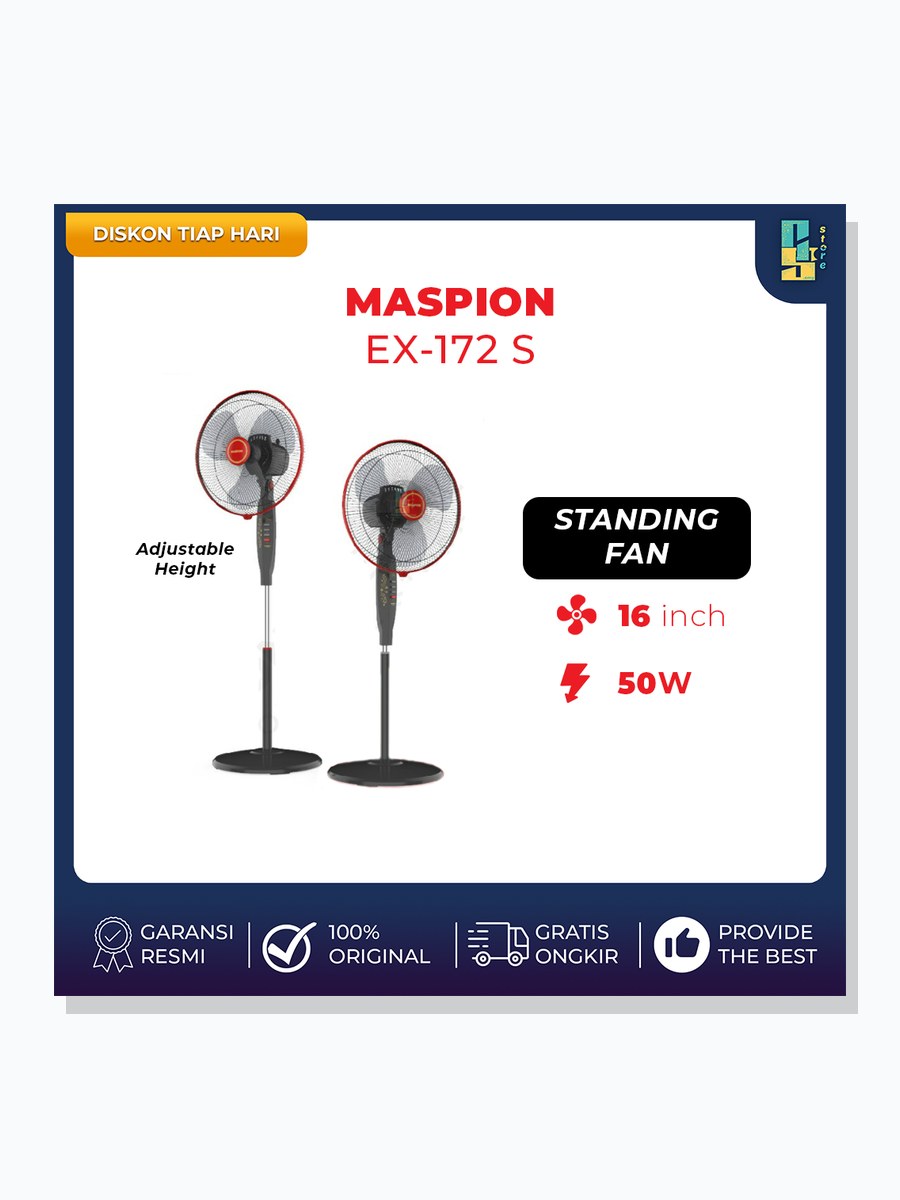 DISKON TIAP HARI
store
MASPION
EX-172 S
Adjustable
Height
STANDING
FAN
16 inch
50W
GARANSI
RESMI
100%
ORIGINAL
GRATIS
ONGKIR
PROVIDE
THE BEST